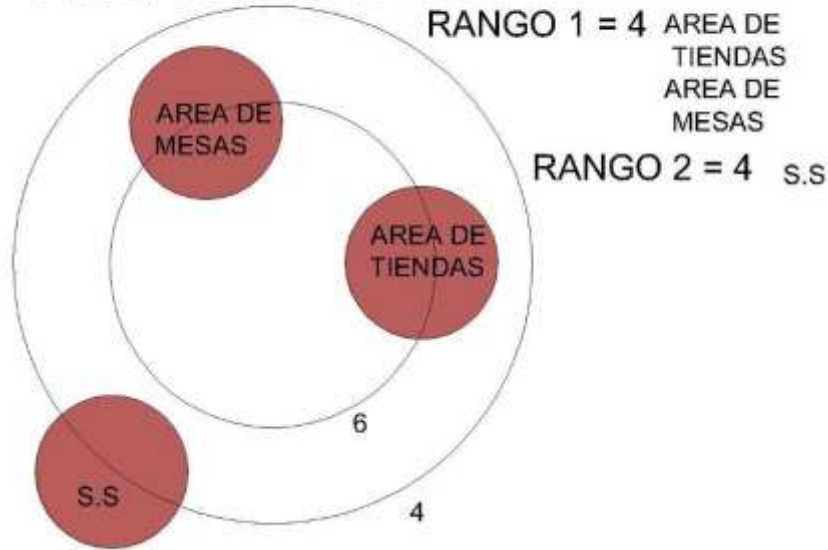 RANGO 1 = 4 AREA DE
TIENDAS
AREA DE
MESAS
RANGO 2 = 4 S.S
AREA DE
MESAS
AREA DE
TIENDAS
6
S.S
4